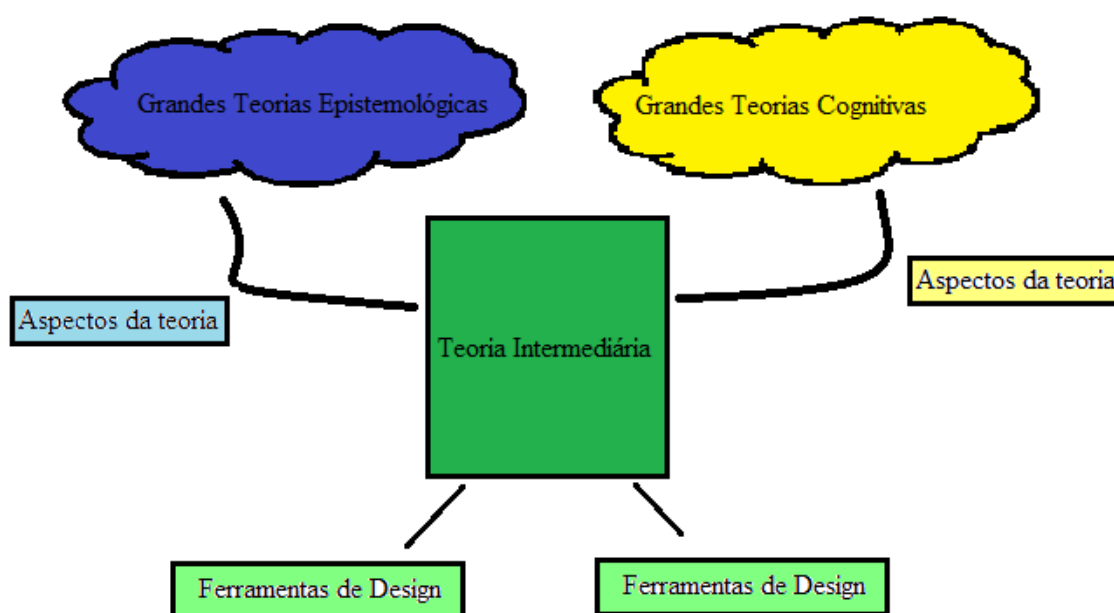 Grandes Teorias Epistemológicas
Grandes Teorias Cognitivas
Aspectos da teoria
Aspectos da teoria
Teoria Intermediária
Ferramentas de Design
Ferramentas de Design